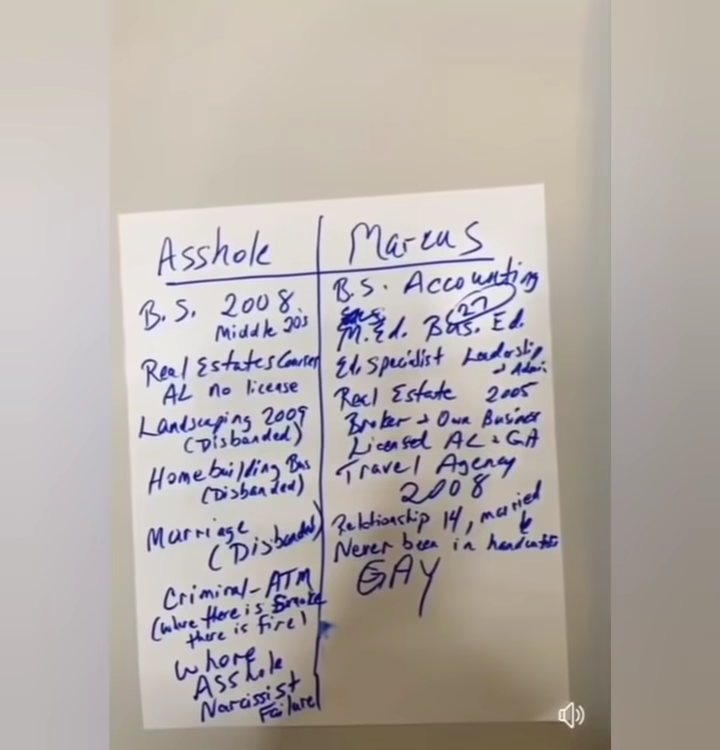 Asshole
B.S. 2008
Middle 20s
Real Estates Courses
AL no license
Landscaping 2009
(Disbanded)
Homebuilding Bus
(Disbanded)
Marriage
(Disbanded)
Criminal-ATM
(where there is smoke
there is fire)
Whore
Asshole
Narcissist
Failure
Marcus
B.S. Accounting
27
M.Ed. Bus. Ed.
Ed. Specialist Leadership
+ Admin
Real Estate 2005
Broker + Own Business
Licensed AL + GA
Travel Agency
2008
Relationship 14, married
Never been in handcuffs
GAY